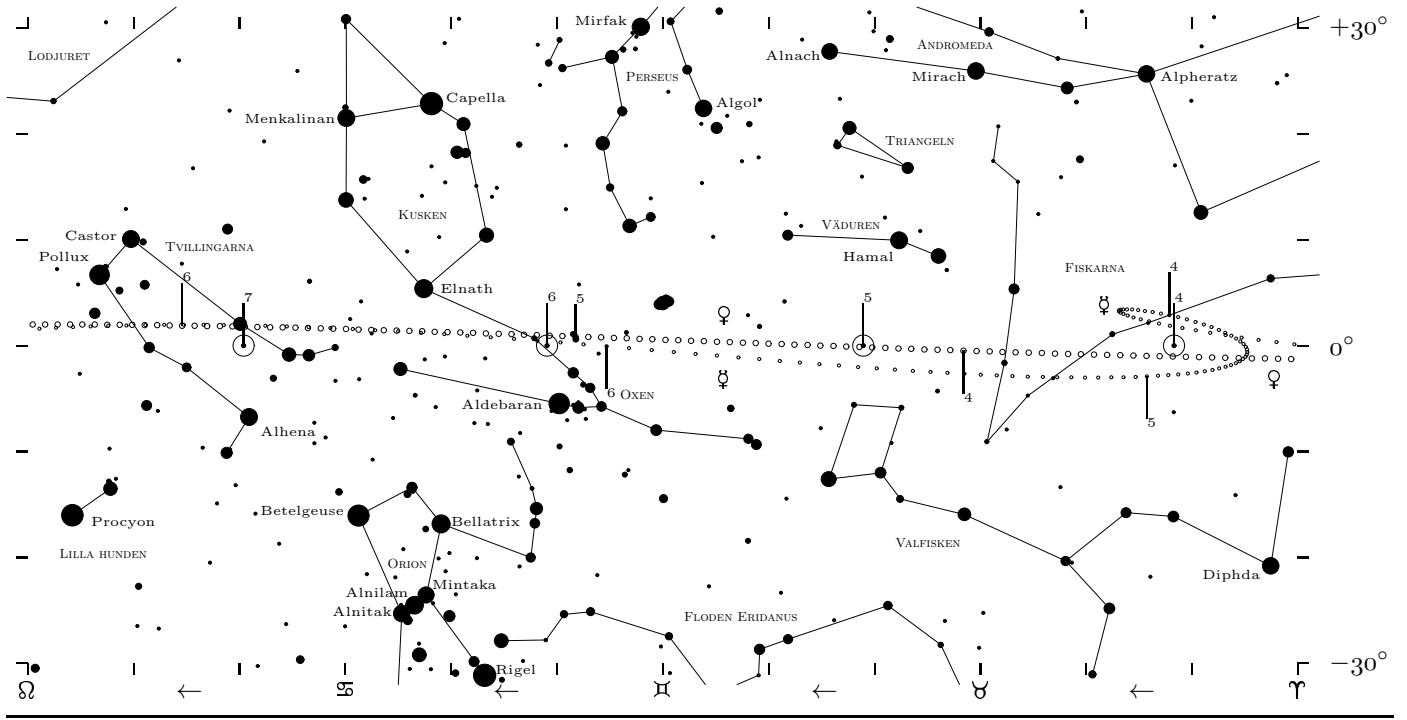 Mirfak
+30°
Lodjuret
Andromeda
Alnach
Perseus
Mirach
Alpheratz
Capella
Algol
Menkalinan
Triangeln
Kusken
Väduren
Castor
Tvillingarna
Pollux
Hamal
Fiskarna
6
4
Elnath
7
6
5
☿
5
4
♀
0°
☿
♀
6
Oxen
4
Aldebaran
5
Alhena
Betelgeuse
Procyon
Bellatrix
Lilla hunden
Orion
Valfisken
Diphda
Mintaka
Alnilam
Alnitak
Floden Eridanus
Rigel
−30°
♌ ← ♋ ← ♊ ← ♉ ← ♈